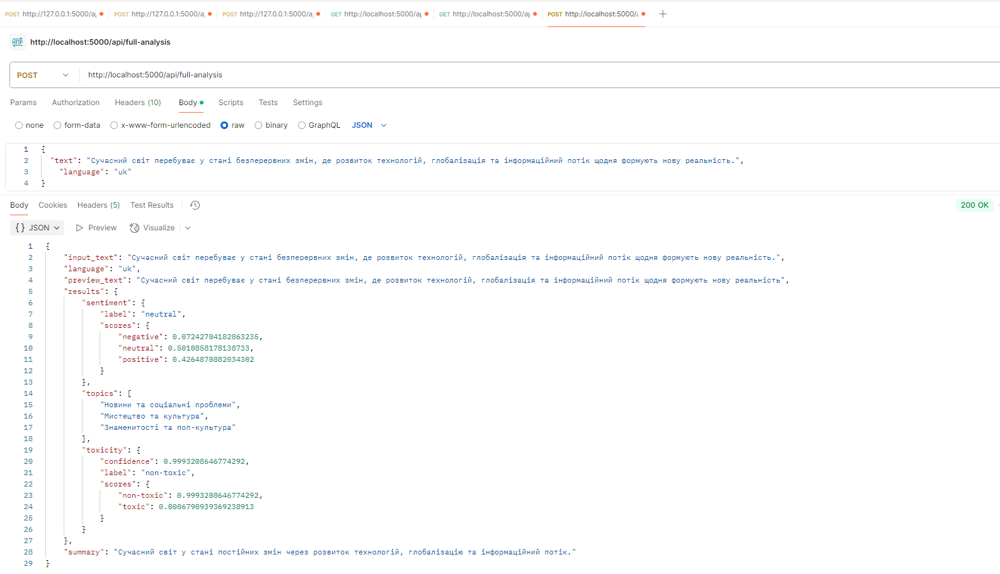 POST http://127.0.0.1:5000/a
POST http://127.0.0.1:5000/a
POST http://127.0.0.1:5000/a
GET http://localhost:5000/a
GET http://localhost:5000/a
POST http://localhost:5000/
HTTP http://localhost:5000/api/full-analysis
POST http://localhost:5000/api/full-analysis
Params Authorization Headers (10) Body Scripts Tests Settings
none form-data x-www-form-urlencoded raw binary GraphQL JSON
1 {
2 "text": "Сучасний світ перебуває у стані безперервних змін, де розвиток технологій, глобалізація та інформаційний потік щодня формують нову реальність.",
3 "language": "uk"
4 }
Body Cookies Headers (5) Test Results 200 OK
{} JSON Preview Visualize
1 {
2 "input_text": "Сучасний світ перебуває у стані безперервних змін, де розвиток технологій, глобалізація та інформаційний потік щодня формують нову реальність.",
3 "language": "uk",
4 "preview_text": "Сучасний світ перебуває у стані безперервних змін, де розвиток технологій, глобалізація та інформаційний потік щодня формують нову реальність",
5 "results": {
6 "sentiment": {
7 "label": "neutral",
8 "scores": {
9 "negative": 0.07242704182863235,
10 "neutral": 0.5010858178138733,
11 "positive": 0.4264870882034302
12 }
13 },
14 "topics": [
15 "Новини та соціальні проблеми",
16 "Мистецтво та культура",
17 "Знаменитості та поп-культура"
18 ],
19 "toxicity": {
20 "confidence": 0.9993208646774292,
21 "label": "non-toxic",
22 "scores": {
23 "non-toxic": 0.9993208646774292,
24 "toxic": 0.0006790939369238913
25 }
26 }
27 },
28 "summary": "Сучасний світ у стані постійних змін через розвиток технологій, глобалізацію та інформаційний потік."
29 }